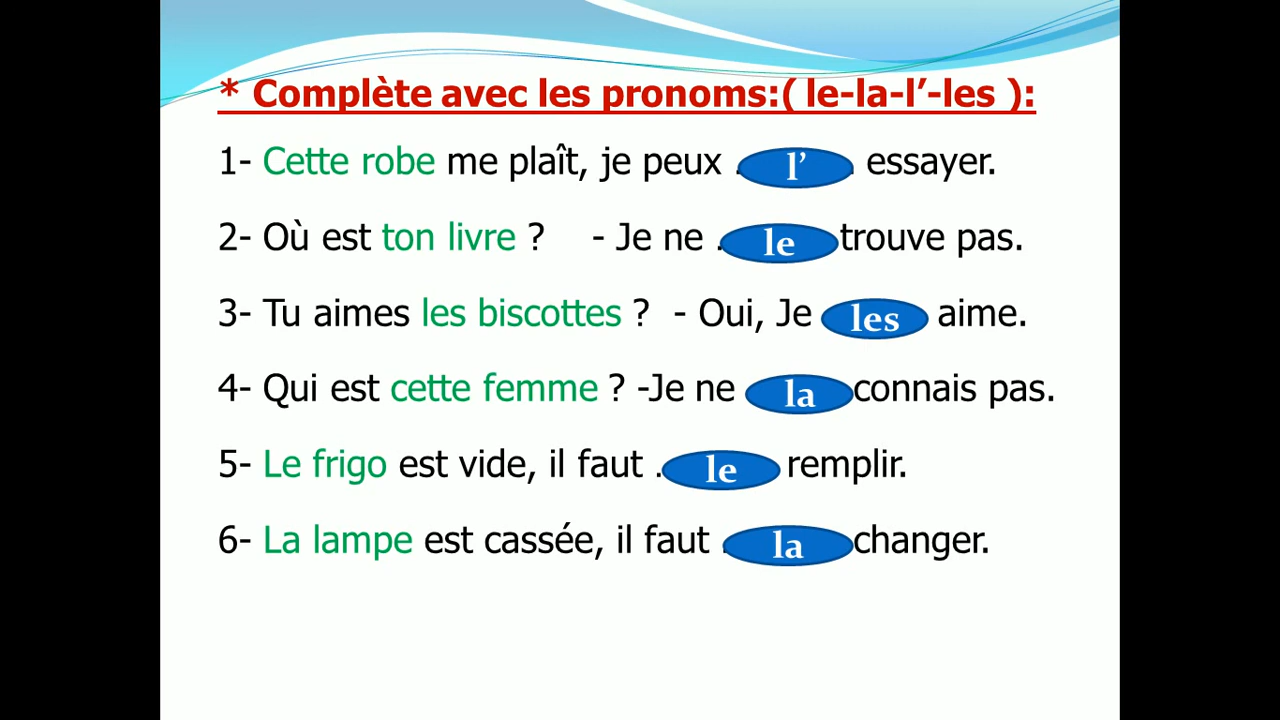 * Complète avec les pronoms:( le-la-l’-les ):
1- Cette robe me plaît, je peux . l’ . essayer.
2- Où est ton livre ? - Je ne . le trouve pas.
3- Tu aimes les biscottes ? - Oui, Je les aime.
4- Qui est cette femme ? -Je ne la connais pas.
5- Le frigo est vide, il faut . le remplir.
6- La lampe est cassée, il faut . la changer.